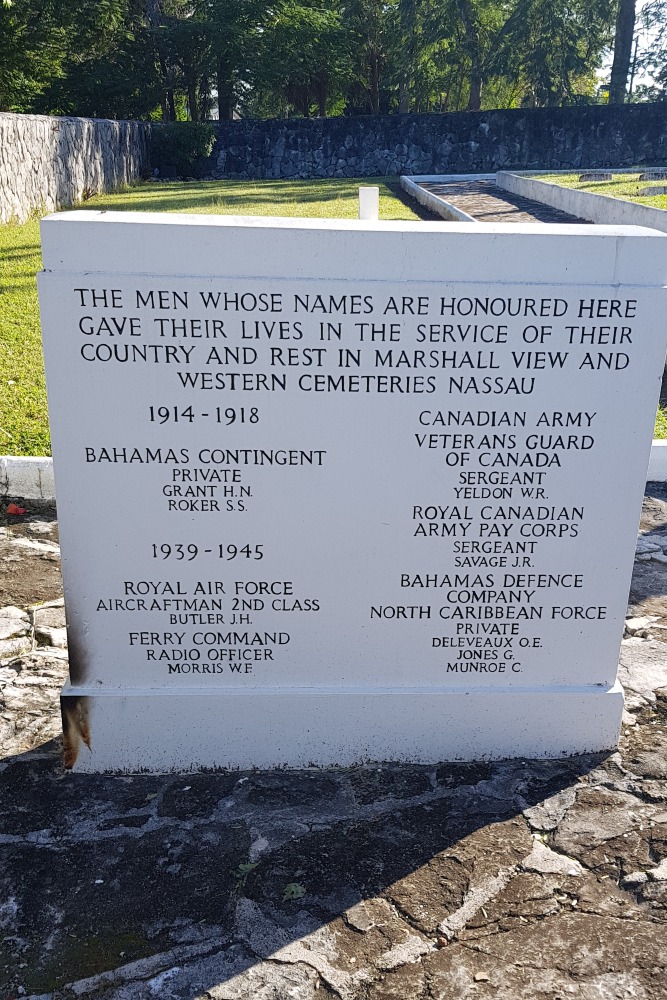 THE MEN WHOSE NAMES ARE HONOURED HERE
GAVE THEIR LIVES IN THE SERVICE OF THEIR
COUNTRY AND REST IN MARSHALL VIEW AND
WESTERN CEMETERIES NASSAU
1914-1918
BAHAMAS CONTINGENT
PRIVATE
GRANT H.N.
ROKER S.S.
1939-1945
ROYAL AIR FORCE
AIRCRAFTMAN 2ND CLASS
BUTLER J.H.
FERRY COMMAND
RADIO OFFICER
MORRIS W.F.
CANADIAN ARMY
VETERANS GUARD
OF CANADA
SERGEANT
YELDON W.R.
ROYAL CANADIAN
ARMY PAY CORPS
SERGEANT
SAVAGE J.R.
BAHAMAS DEFENCE
COMPANY
NORTH CARIBBEAN FORCE
PRIVATE
DELEVEAUX O.E.
JONES G.
MUNROE C.